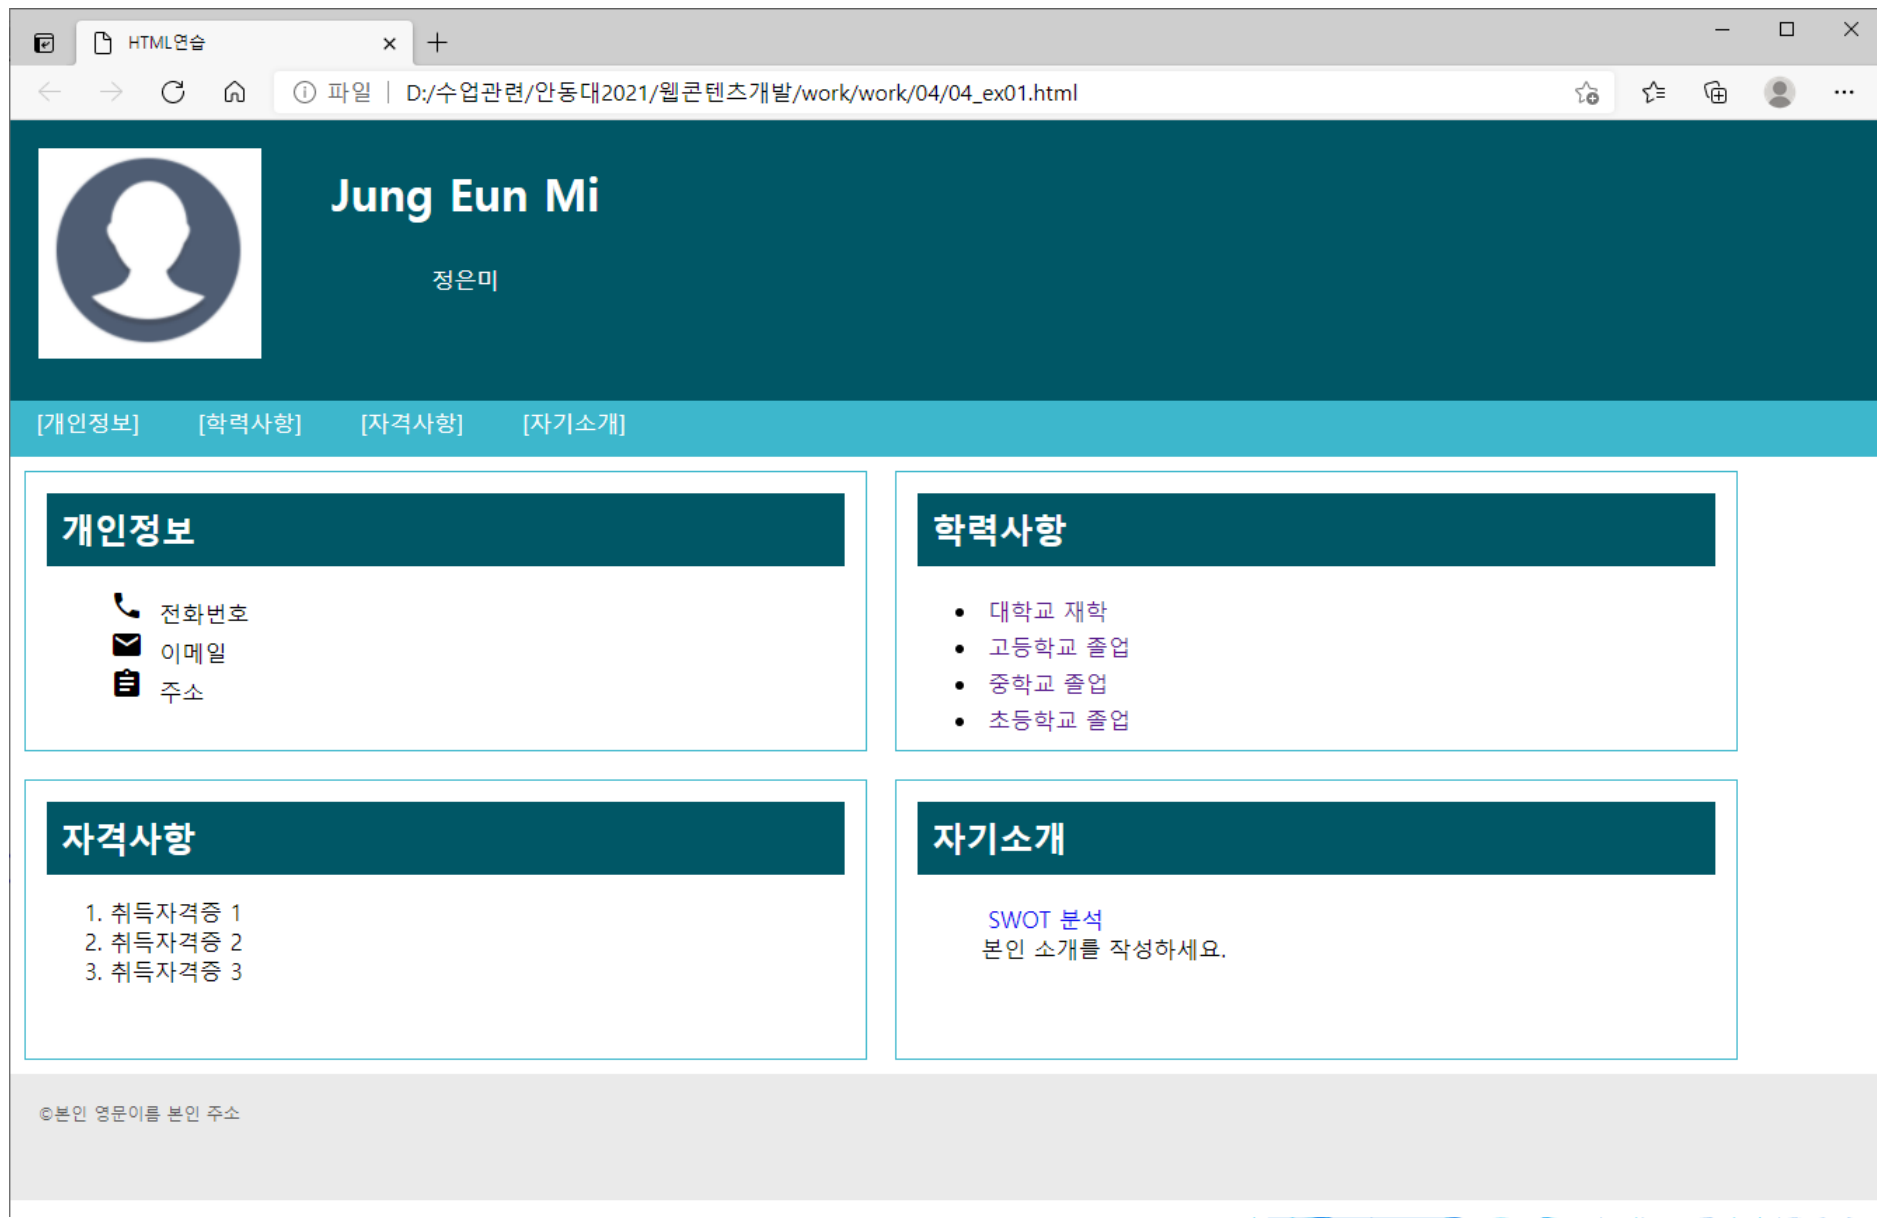 HTML연습
파일 D:/수업관련/안동대2021/웹콘텐츠개발/work/work/04/04_ex01.html
Jung Eun Mi
정은미
[개인정보] [학력사항] [자격사항] [자기소개]
개인정보
전화번호
이메일
주소
학력사항
• 대학교 재학
• 고등학교 졸업
• 중학교 졸업
• 초등학교 졸업
자격사항
1. 취득자격증 1
2. 취득자격증 2
3. 취득자격증 3
자기소개
SWOT 분석
본인 소개를 작성하세요.
©본인 영문이름 본인 주소